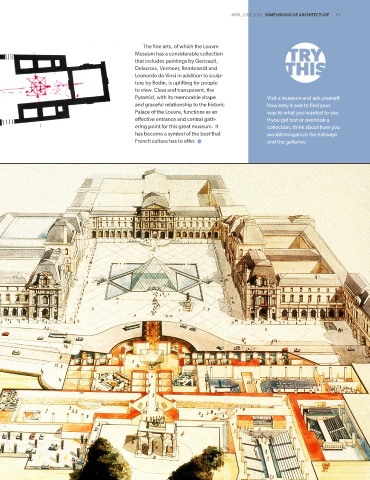 APRIL-JUNE 2012 DIMENSIONS OF ARCHITECTURE
The fine arts, of which the Louvre
Museum has a considerable collection
that includes paintings by Gericault,
Delacroix, Vermeer, Rembrandt and
Leonardo da Vinci in addition to sculp-
ture by Rodin, is uplifting for people
to view. Clear and transparent, the
Pyramid, with its memorable shape
and graceful relationship to the historic
Palace of the Louvre, functions as an
effective entrance and central gath-
ering point for this great museum. It
has become a symbol of the best that
French culture has to offer.
TRY
THIS
Visit a museum and ask yourself
how easy it was to find your
way to what you wanted to see.
If you get lost or overlook a
collection, think about how you
would reorganize the hallways
and the galleries.